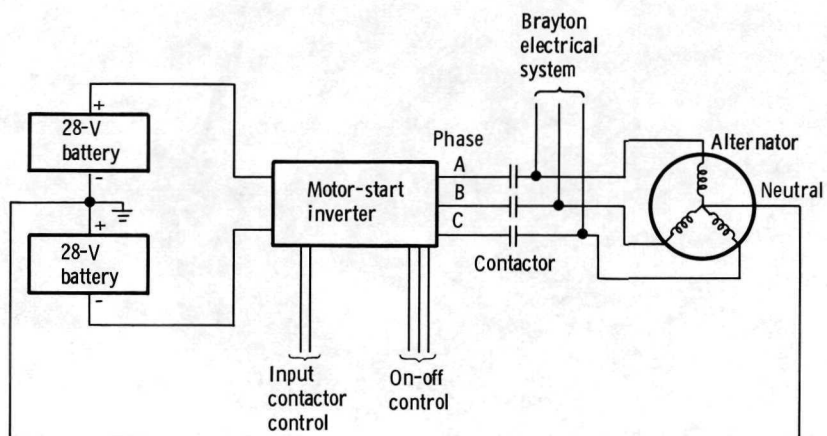 Brayton
electrical
system
+
28-V
battery
-
+
28-V
battery
-
Motor-start
inverter
Phase
A
B
C
Contactor
Alternator
Neutral
Input
contactor
control
On-off
control